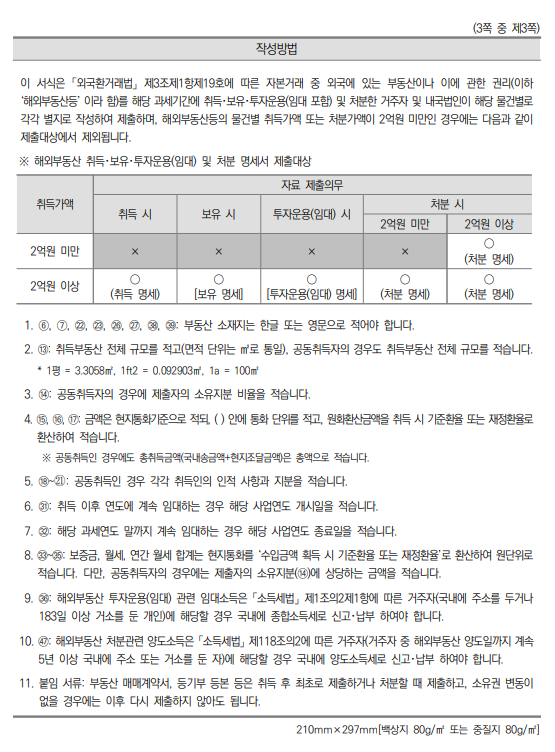 (3쪽 중 제3쪽)
작성방법
이 서식은 「외국환거래법」 제3조제1항제19호에 따른 자본거래 중 외국에 있는 부동산이나 이에 관한 권리(이하
‘해외부동산등’ 이라 함)를 해당 과세기간에 취득·보유·투자운용(임대 포함) 및 처분한 거주자 및 내국법인이 해당 물건별로
각각 별지로 작성하여 제출하며, 해외부동산등의 물건별 취득가액 또는 처분가액이 2억원 미만인 경우에는 다음과 같이
제출대상에서 제외됩니다.
※ 해외부동산 취득·보유·투자운용(임대) 및 처분 명세서 제출대상
취득가액 자료 제출의무
취득 시 보유 시 투자운용(임대) 시 처분 시
2억원 미만 2억원 이상
2억원 미만 × × × × ○ (처분 명세)
2억원 이상 ○ (취득 명세) ○ [보유 명세] ○ [투자운용(임대) 명세] ○ (처분 명세) ○ (처분 명세)
1. ⑥, ⑦, ㉒, ㉓, ㉖, ㉗, ㊳, ㊴: 부동산 소재지는 한글 또는 영문으로 적어야 합니다.
2. ⑬: 취득부동산 전체 규모를 적고(면적 단위는 ㎡로 통일), 공동취득자의 경우도 취득부동산 전체 규모를 적습니다.
* 1평 = 3.3058㎡, 1ft2 = 0.092903㎡, 1a = 100㎡
3. ⑭: 공동취득자의 경우에 제출자의 소유지분 비율을 적습니다.
4. ⑮, ⑯, ⑰: 금액은 현지통화기준으로 적되, ( ) 안에 통화 단위를 적고, 원화환산금액을 취득 시 기준환율 또는 재정환율로
환산하여 적습니다.
※ 공동취득인 경우에도 총취득금액(국내송금액+현지조달금액)은 총액으로 적습니다.
5. ⑱~㉑: 공동취득인 경우 각각 취득인의 인적 사항과 지분을 적습니다.
6. ㉛: 취득 이후 연도에 계속 임대하는 경우 해당 사업연도 개시일을 적습니다.
7. ㉜: 해당 과세연도 말까지 계속 임대하는 경우 해당 사업연도 종료일을 적습니다.
8. ㉝~㉟: 보증금, 월세, 연간 월세 합계는 현지통화를 ‘수입금액 획득 시 기준환율 또는 재정환율’로 환산하여 원단위로
적습니다. 다만, 공동취득자의 경우에는 제출자의 소유지분(⑭)에 상당하는 금액을 적습니다.
9. ㊱: 해외부동산 투자운용(임대) 관련 임대소득은 「소득세법」 제1조의2제1항에 따른 거주자(국내에 주소를 두거나
183일 이상 거소를 둔 개인)에 해당할 경우 국내에 종합소득세로 신고·납부 하여야 합니다.
10. ㊼: 해외부동산 처분관련 양도소득은 「소득세법」 제118조의2에 따른 거주자(거주자 중 해외부동산 양도일까지 계속
5년 이상 국내에 주소 또는 거소를 둔 자)에 해당할 경우 국내에 양도소득세로 신고·납부 하여야 합니다.
11. 붙임 서류: 부동산 매매계약서, 등기부 등본 등은 취득 후 최초로 제출하거나 처분할 때 제출하고, 소유권 변동이
없을 경우에는 이후 다시 제출하지 않아도 됩니다.
210mm×297mm[백상지 80g/㎡ 또는 중질지 80g/㎡]